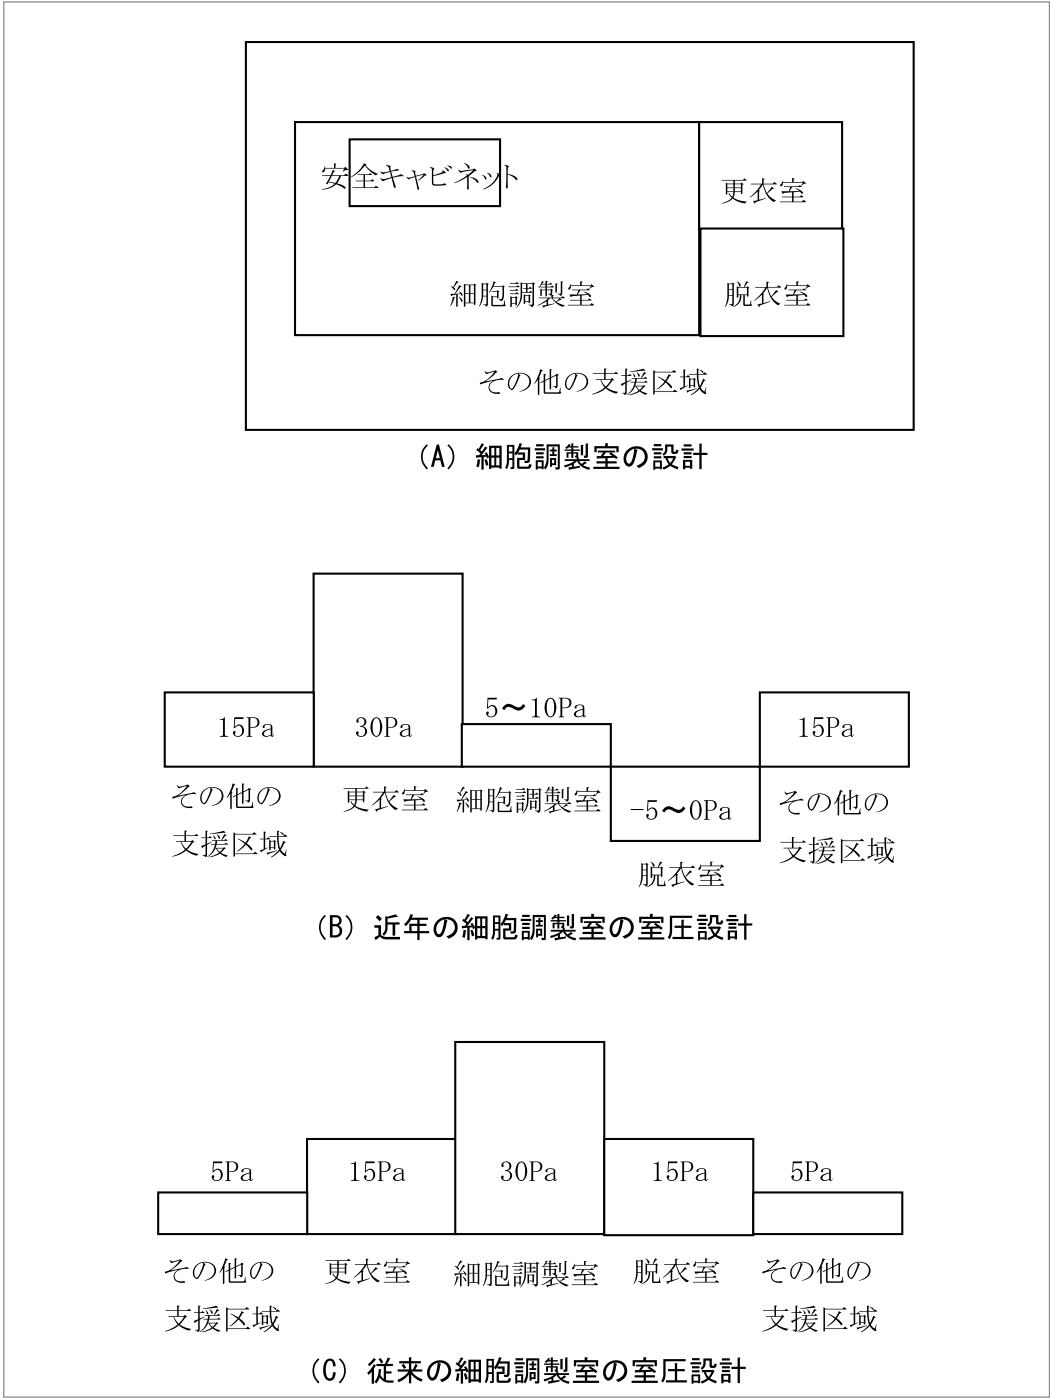 安全キャビネット
更衣室
細胞調製室
脱衣室
その他の支援区域
(A) 細胞調製室の設計
15Pa
30Pa
5～10Pa
-5～0Pa
15Pa
その他の
支援区域
更衣室
細胞調製室
脱衣室
その他の
支援区域
(B) 近年の細胞調製室の室圧設計
5Pa
15Pa
30Pa
15Pa
5Pa
その他の
支援区域
更衣室
細胞調製室
脱衣室
その他の
支援区域
(C) 従来の細胞調製室の室圧設計